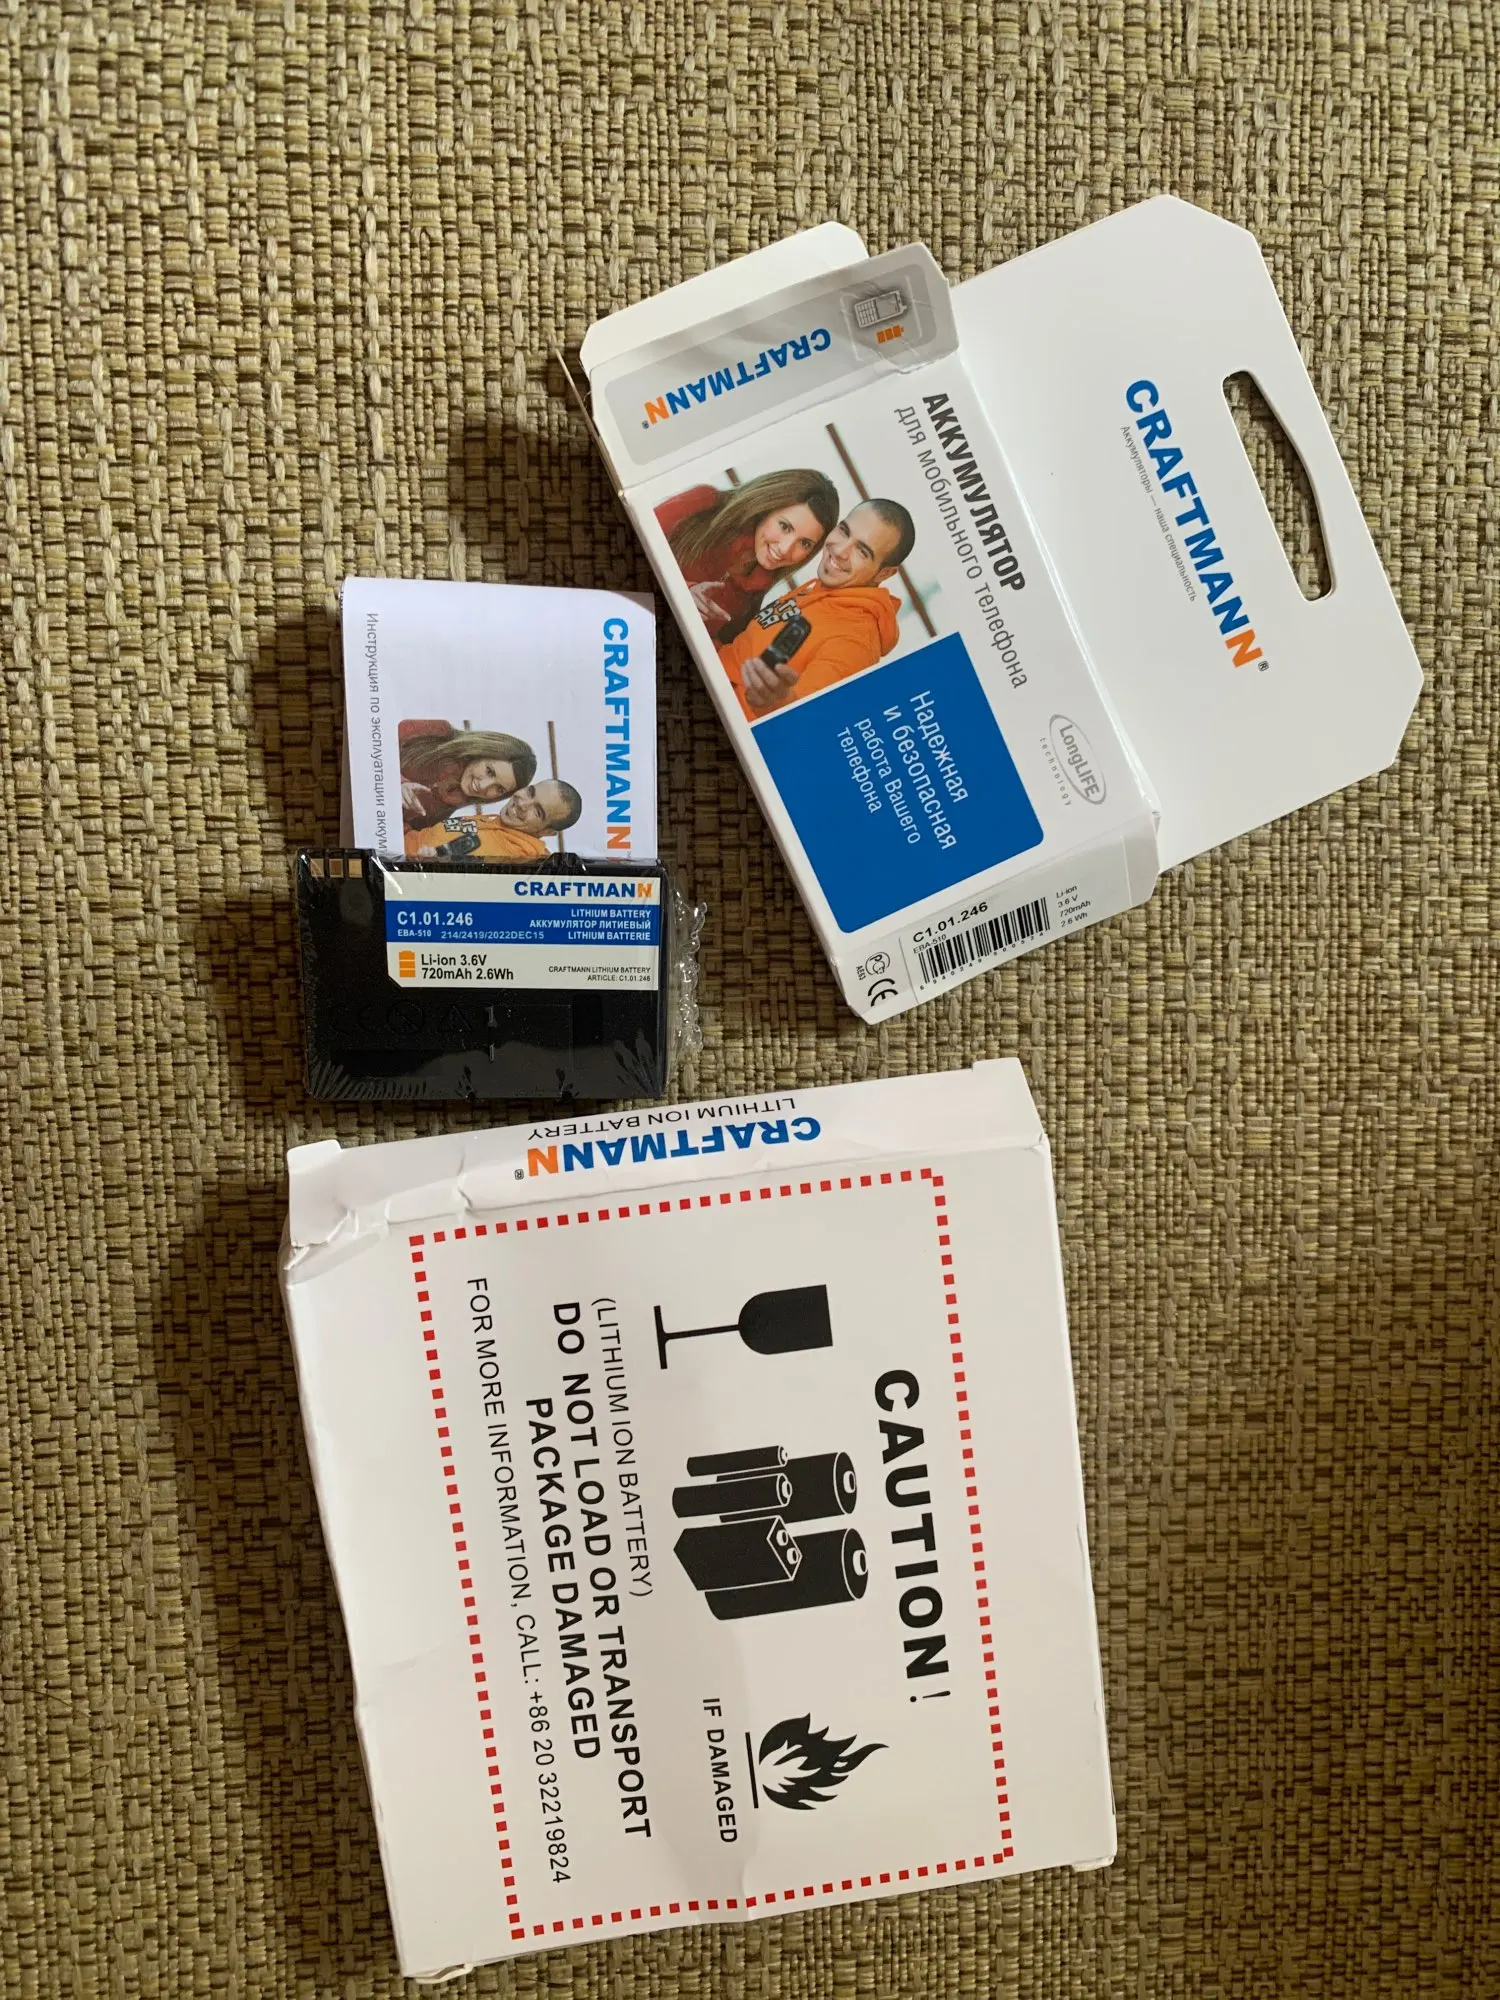 CRAFTMANN®
Аккумуляторы — наша специальность
CRAFTMANN®
АККУМУЛЯТОР
для мобильного телефона
Надежная
и безопасная
работа Вашего
телефона
LongLIFE
technology
C1.01.246
EBA-510
Li-ion
3.6 V
720mAh
2.6 Wh
CE
CRAFTMANN
Инструкция по эксплуатации
CRAFTMANN
C1.01.246
EBA-510 214/2419/2022DEC15
LITHIUM BATTERY
АККУМУЛЯТОР ЛИТИЕВЫЙ
LITHIUM BATTERIE
Li-ion 3.6V
720mAh 2.6Wh
CRAFTMANN LITHIUM BATTERY
ARTICLE: C1.01.246
CRAFTMANN®
LITHIUM ION BATTERY
CAUTION!
IF DAMAGED
(LITHIUM ION BATTERY)
DO NOT LOAD OR TRANSPORT
PACKAGE DAMAGED
FOR MORE INFORMATION, CALL: +86 20 32219824